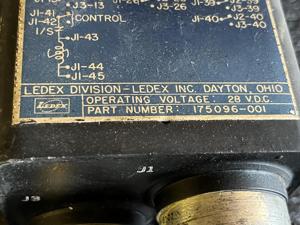 J3-13
J3-26
J3-39
J1-41
CONTROL
J1-40
J2-40
J1-42
J3-40
I/S
J1-43
J1-44
J1-45
LEDEX DIVISION-LEDEX INC. DAYTON, OHIO
LEDEX
OPERATING VOLTAGE: 28 V.D.C.
PART NUMBER: 175096-001
J1
J3